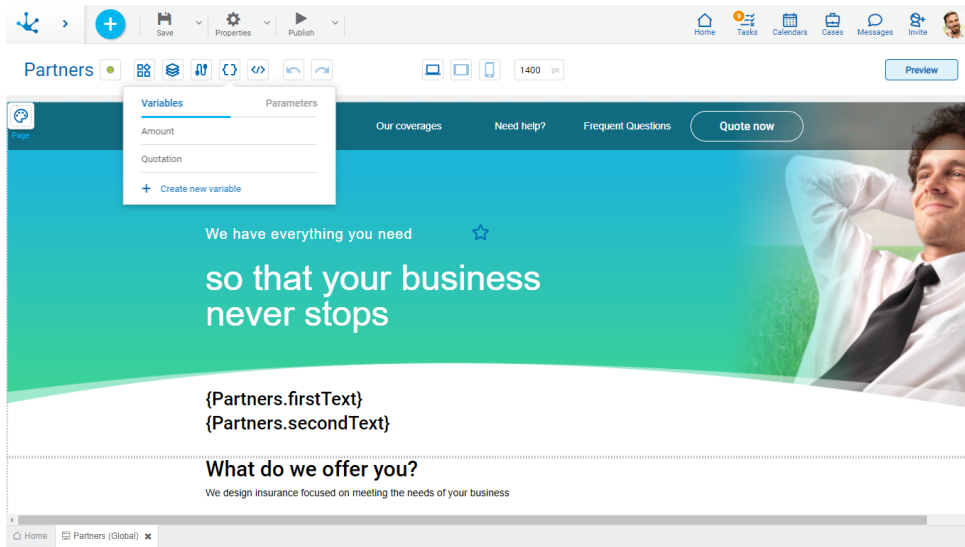 Save
Properties
Publish
Home
9
Tasks
Calendars
Cases
Messages
Invite
Partners
1400 px
Preview
Page
Variables Parameters
Amount
Quotation
+ Create new variable
Our coverages Need help? Frequent Questions Quote now
We have everything you need
so that your business
never stops
{Partners.firstText}
{Partners.secondText}
What do we offer you?
We design insurance focused on meeting the needs of your business
Home Partners (Global)